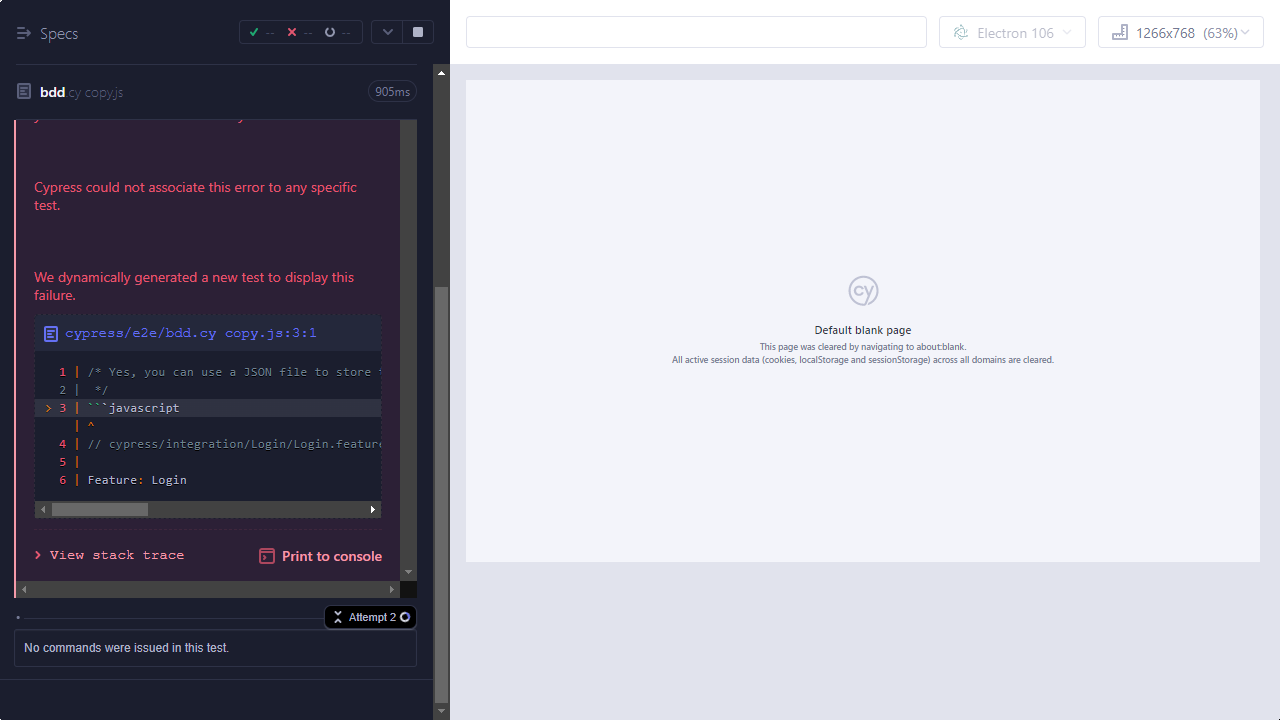 Specs
--
--
--
Electron 106
1266x768 (63%)
bdd.cy copy.js
905ms
Cypress could not associate this error to any specific
test.
We dynamically generated a new test to display this
failure.
cypress/e2e/bdd.cy copy.js:3:1
1 | /* Yes, you can use a JSON file to store
2 | */
> 3 | ```javascript
| ^
4 | // cypress/integration/Login/Login.feature
5 |
6 | Feature: Login
View stack trace
Print to console
Attempt 2
No commands were issued in this test.
cy
Default blank page
This page was cleared by navigating to about:blank.
All active session data (cookies, localStorage and sessionStorage) across all domains are cleared.